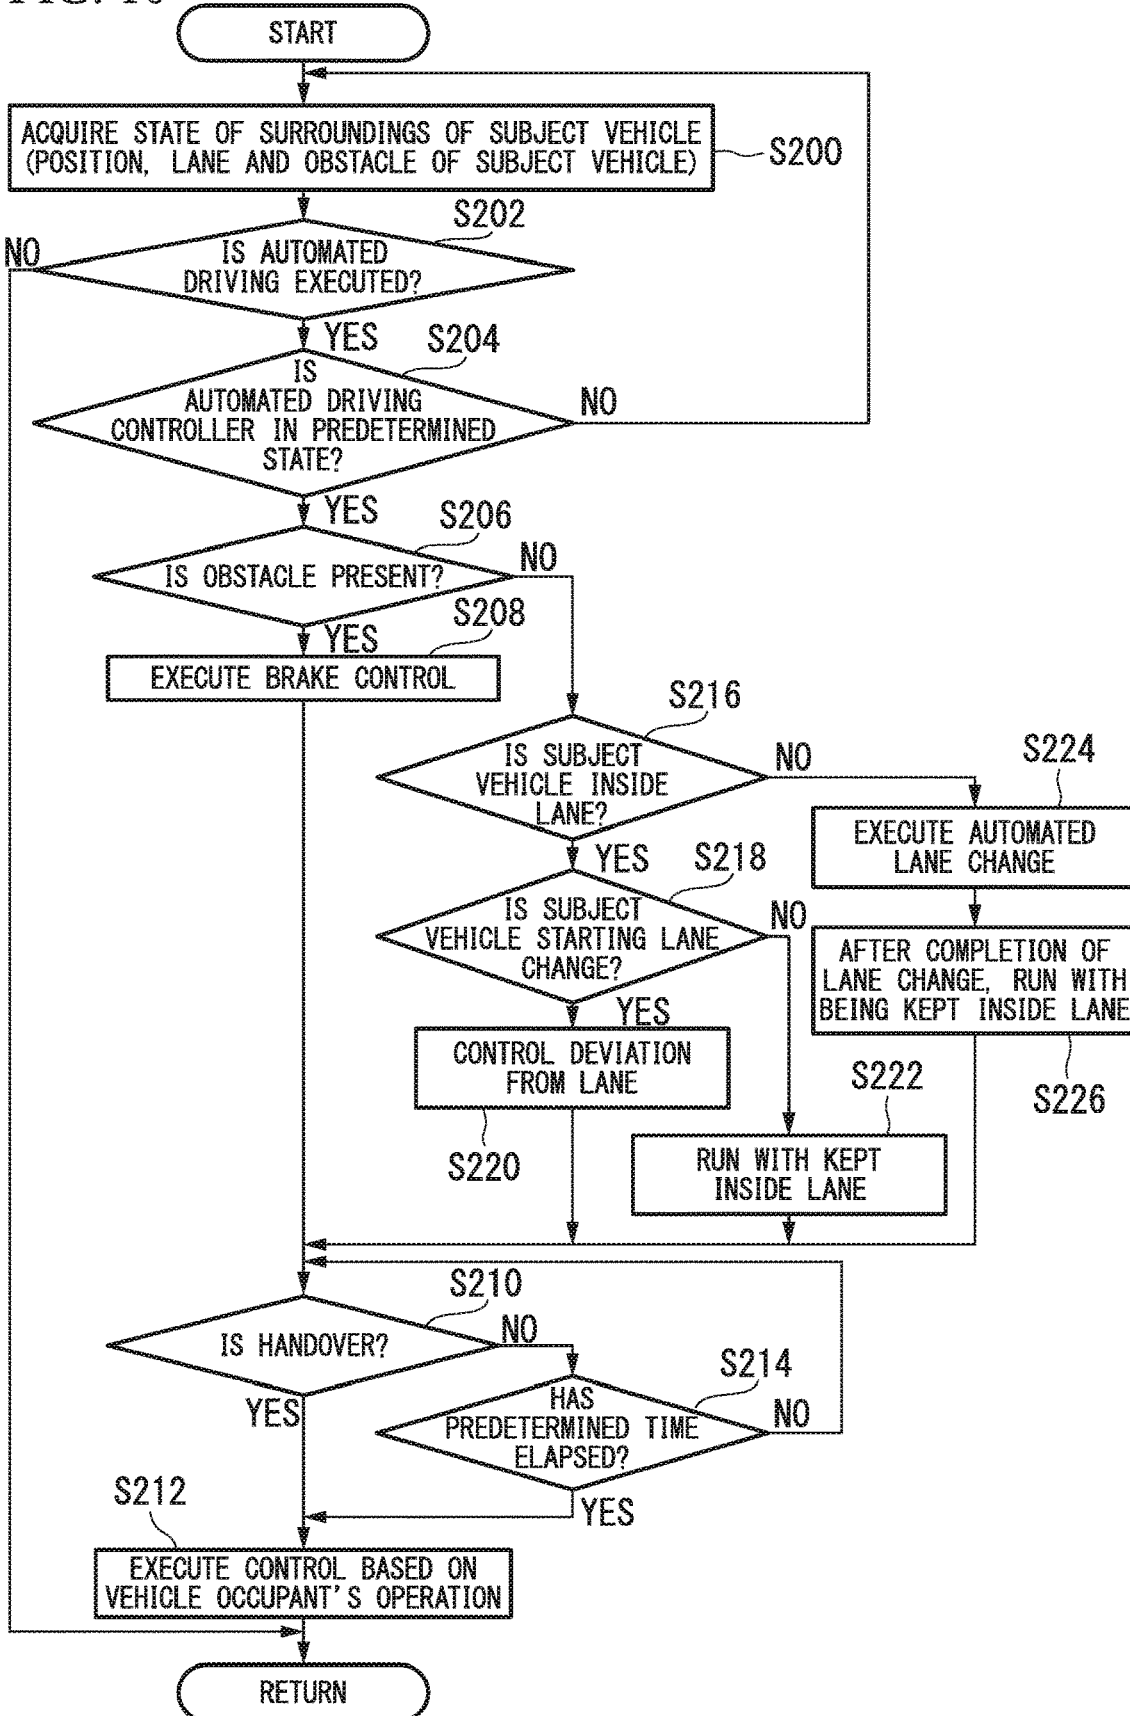 START
ACQUIRE STATE OF SURROUNDINGS OF SUBJECT VEHICLE
(POSITION, LANE AND OBSTACLE OF SUBJECT VEHICLE)
S200
S202
NO
IS AUTOMATED
DRIVING EXECUTED?
YES
S204
IS
AUTOMATED DRIVING
CONTROLLER IN PREDETERMINED
STATE?
NO
YES
S206
IS OBSTACLE PRESENT?
NO
YES
S208
EXECUTE BRAKE CONTROL
S216
IS SUBJECT
VEHICLE INSIDE
LANE?
NO
S224
EXECUTE AUTOMATED
LANE CHANGE
YES
S218
IS SUBJECT
VEHICLE STARTING LANE
CHANGE?
NO
AFTER COMPLETION OF
LANE CHANGE, RUN WITH
BEING KEPT INSIDE LANE
S226
YES
CONTROL DEVIATION
FROM LANE
S220
S222
RUN WITH KEPT
INSIDE LANE
S210
IS HANDOVER?
NO
YES
S214
HAS
PREDETERMINED TIME
ELAPSED?
NO
YES
S212
EXECUTE CONTROL BASED ON
VEHICLE OCCUPANT'S OPERATION
RETURN